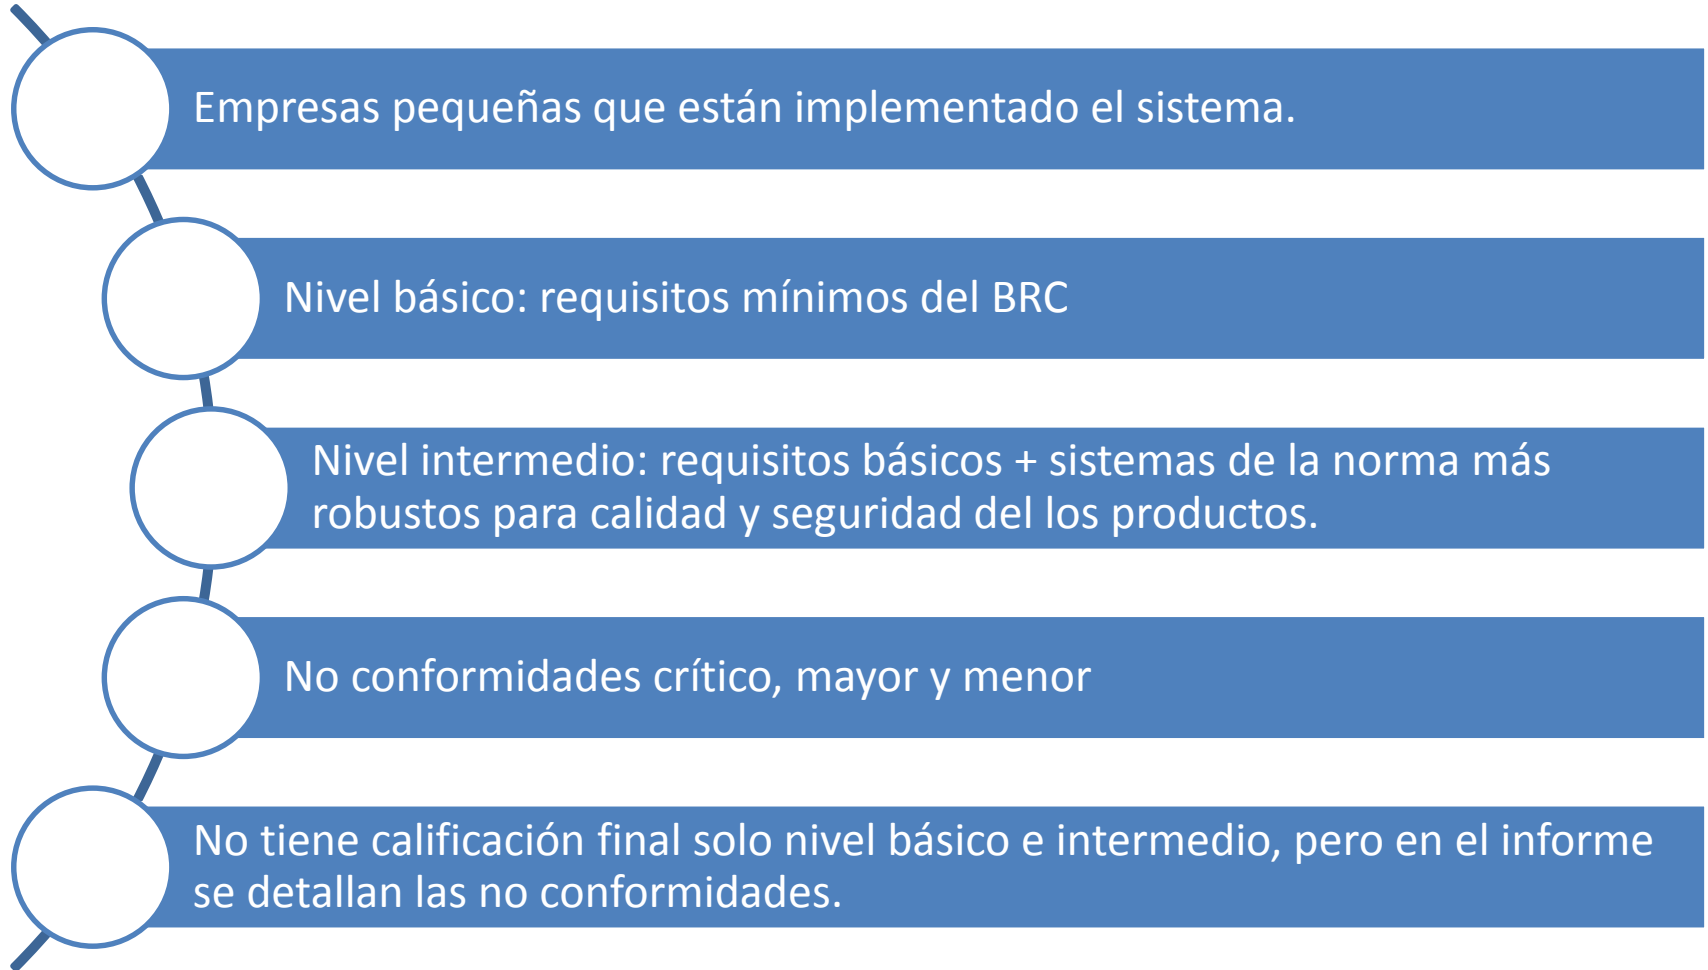 Empresas pequeñas que están implementado el sistema.
Nivel básico: requisitos mínimos del BRC
Nivel intermedio: requisitos básicos + sistemas de la norma más
robustos para calidad y seguridad del los productos.
No conformidades crítico, mayor y menor
No tiene calificación final solo nivel básico e intermedio, pero en el informe
se detallan las no conformidades.